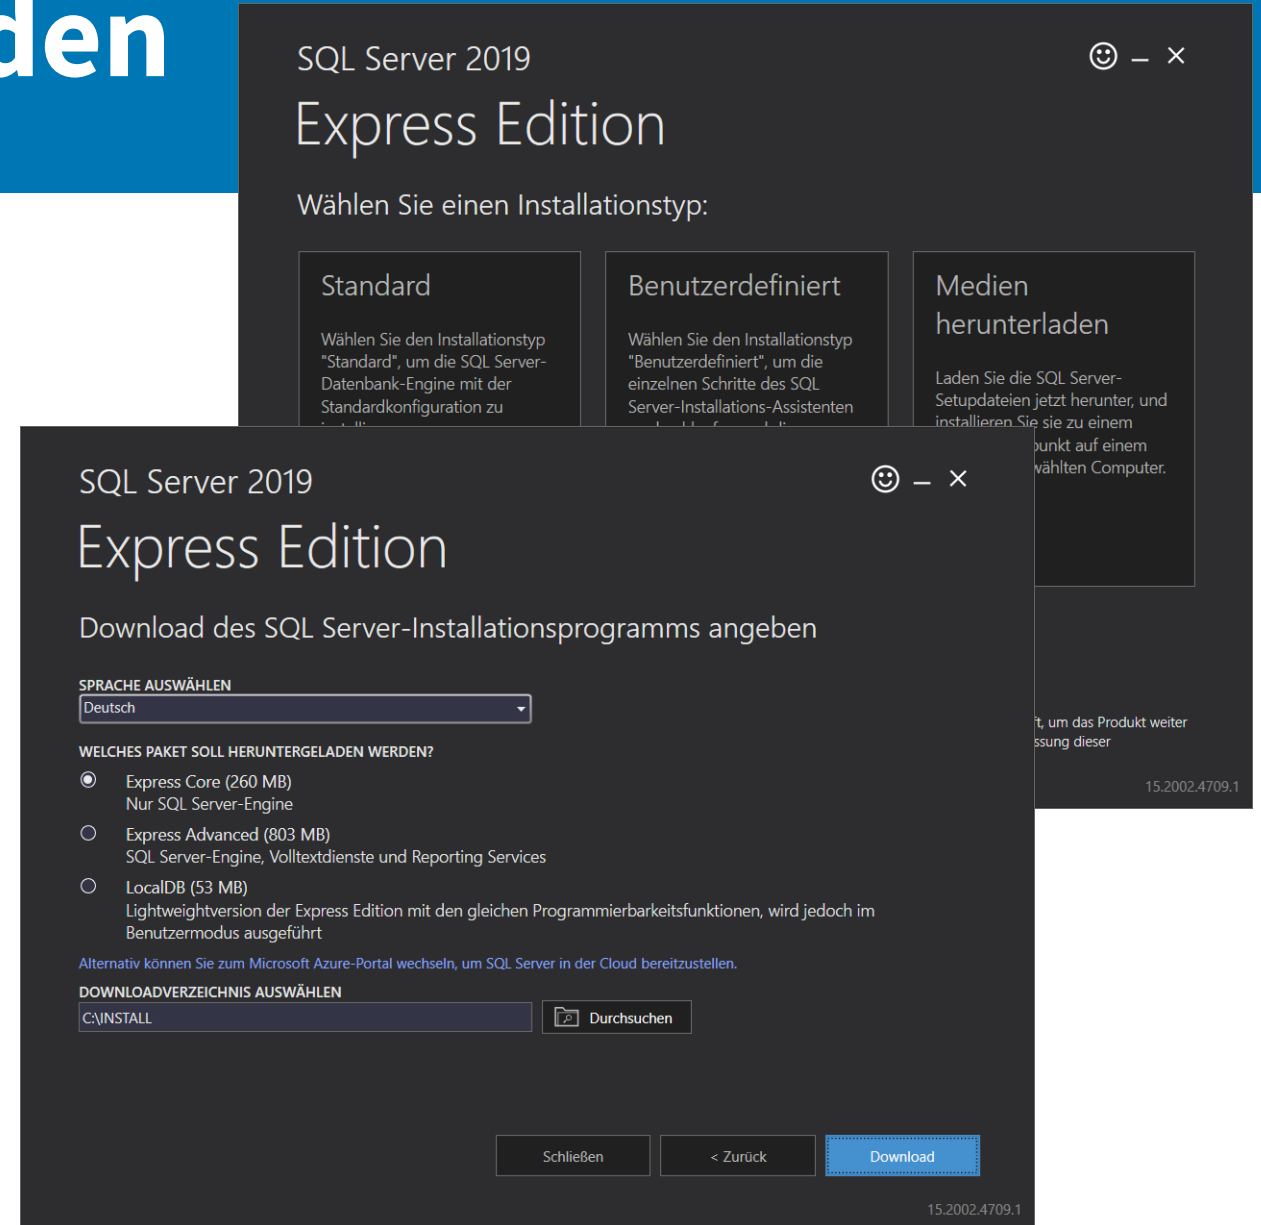 den
SQL Server 2019
Express Edition
Wählen Sie einen Installationstyp:
Standard
Wählen Sie den Installationstyp
"Standard", um die SQL Server-
Datenbank-Engine mit der
Standardkonfiguration zu
Benutzerdefiniert
Wählen Sie den Installationstyp
"Benutzerdefiniert", um die
einzelnen Schritte des SQL
Server-Installations-Assistenten
Medien
herunterladen
Laden Sie die SQL Server-
Setupdateien jetzt herunter, und
installieren Sie sie zu einem
punkt auf einem
wählten Computer.
t, um das Produkt weiter
ssung dieser
15.2002.4709.1
SQL Server 2019
Express Edition
Download des SQL Server-Installationsprogramms angeben
SPRACHE AUSWÄHLEN
Deutsch
WELCHES PAKET SOLL HERUNTERGELADEN WERDEN?
Express Core (260 MB)
Nur SQL Server-Engine
Express Advanced (803 MB)
SQL Server-Engine, Volltextdienste und Reporting Services
LocalDB (53 MB)
Lightweightversion der Express Edition mit den gleichen Programmierbarkeitsfunktionen, wird jedoch im
Benutzermodus ausgeführt
Alternativ können Sie zum Microsoft Azure-Portal wechseln, um SQL Server in der Cloud bereitzustellen.
DOWNLOADVERZEICHNIS AUSWÄHLEN
C:\INSTALL
Durchsuchen
Schließen
< Zurück
Download
15.2002.4709.1